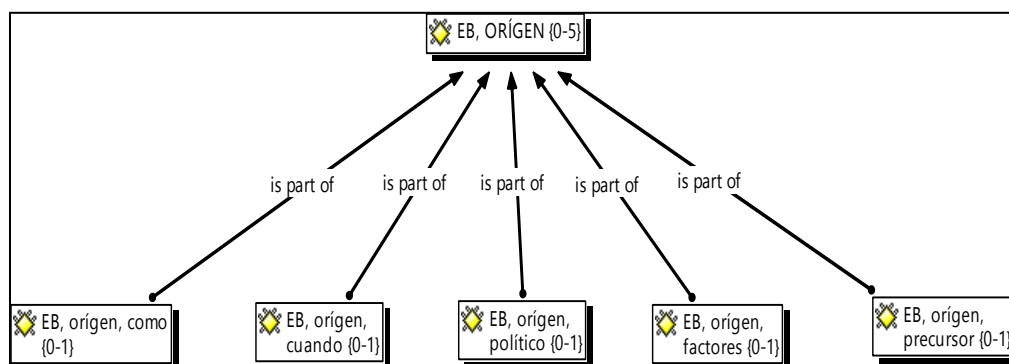 EB, ORÍGEN {0-5}
is part of
is part of
is part of
is part of
is part of
EB, orígen, como
{0-1}
EB, orígen,
cuando {0-1}
EB, orígen,
político {0-1}
EB, orígen,
factores {0-1}
EB, orígen,
precursor {0-1}